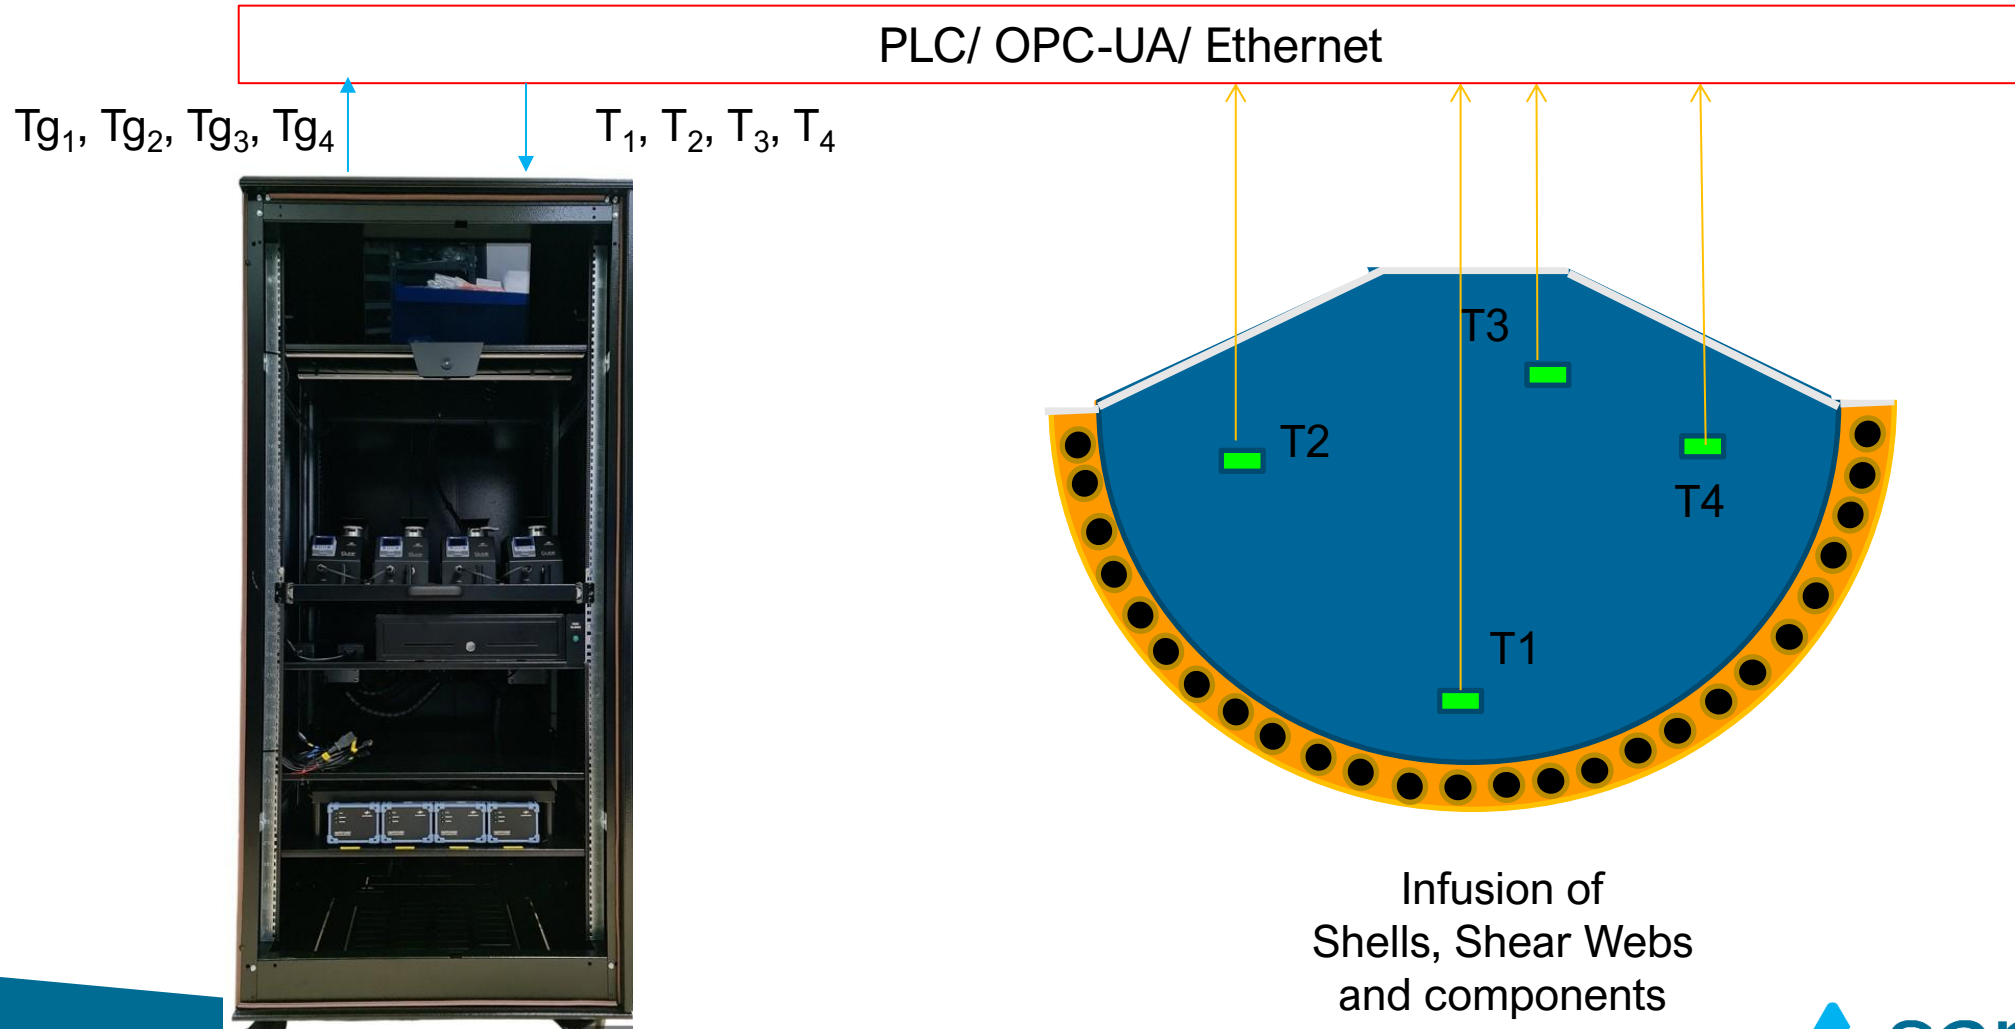 PLC/ OPC-UA/ Ethernet
Tg₁, Tg₂, Tg₃, Tg₄
T₁, T₂, T₃, T₄
T3
T2
T4
T1
Infusion of
Shells, Shear Webs
and components